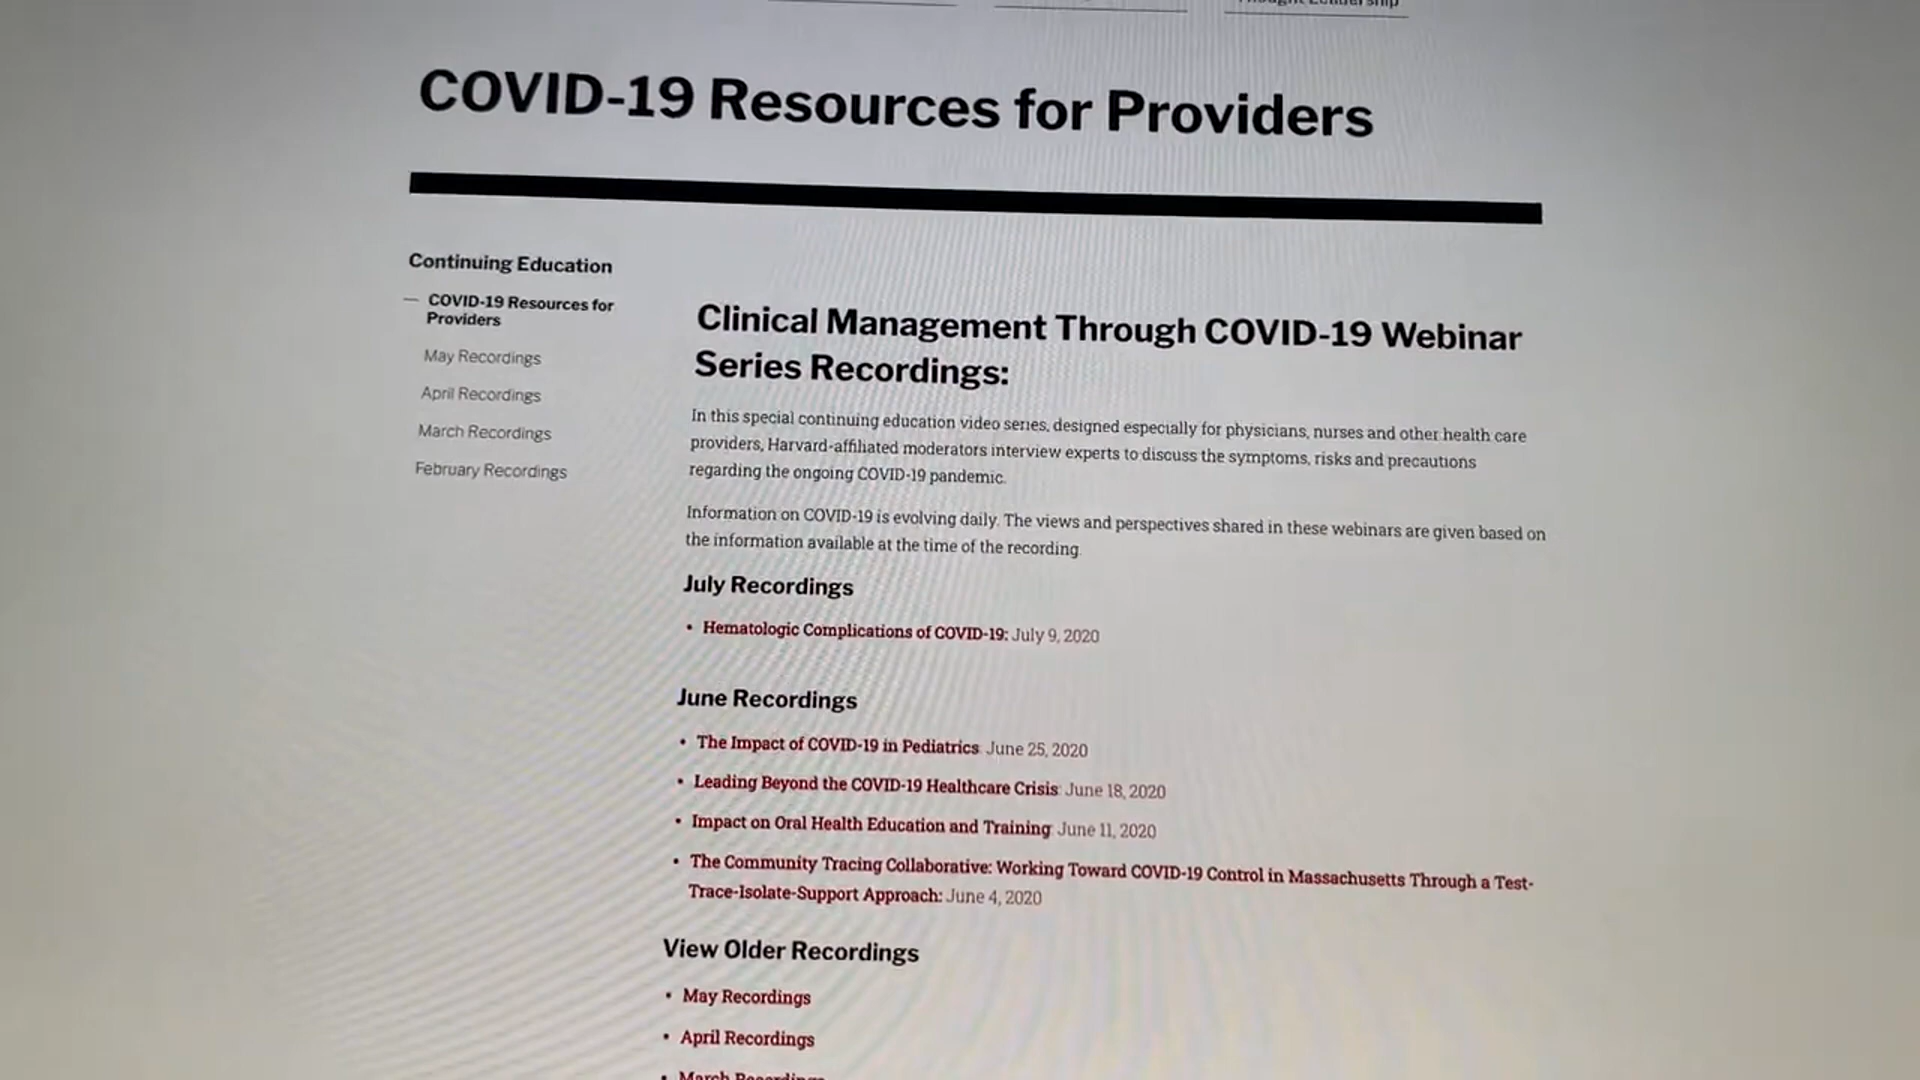 COVID-19 Resources for Providers
Continuing Education
— COVID-19 Resources for
Providers
May Recordings
April Recordings
March Recordings
February Recordings
Clinical Management Through COVID-19 Webinar
Series Recordings:
In this special continuing education video series, designed especially for physicians, nurses and other health care
providers, Harvard-affiliated moderators interview experts to discuss the symptoms, risks and precautions
regarding the ongoing COVID-19 pandemic.
Information on COVID-19 is evolving daily. The views and perspectives shared in these webinars are given based on
the information available at the time of the recording.
July Recordings
• Hematologic Complications of COVID-19: July 9, 2020
June Recordings
• The Impact of COVID-19 in Pediatrics: June 25, 2020
• Leading Beyond the COVID-19 Healthcare Crisis: June 18, 2020
• Impact on Oral Health Education and Training: June 11, 2020
• The Community Tracing Collaborative: Working Toward COVID-19 Control in Massachusetts Through a Test-
Trace-Isolate-Support Approach: June 4, 2020
View Older Recordings
• May Recordings
• April Recordings
• March Recordings